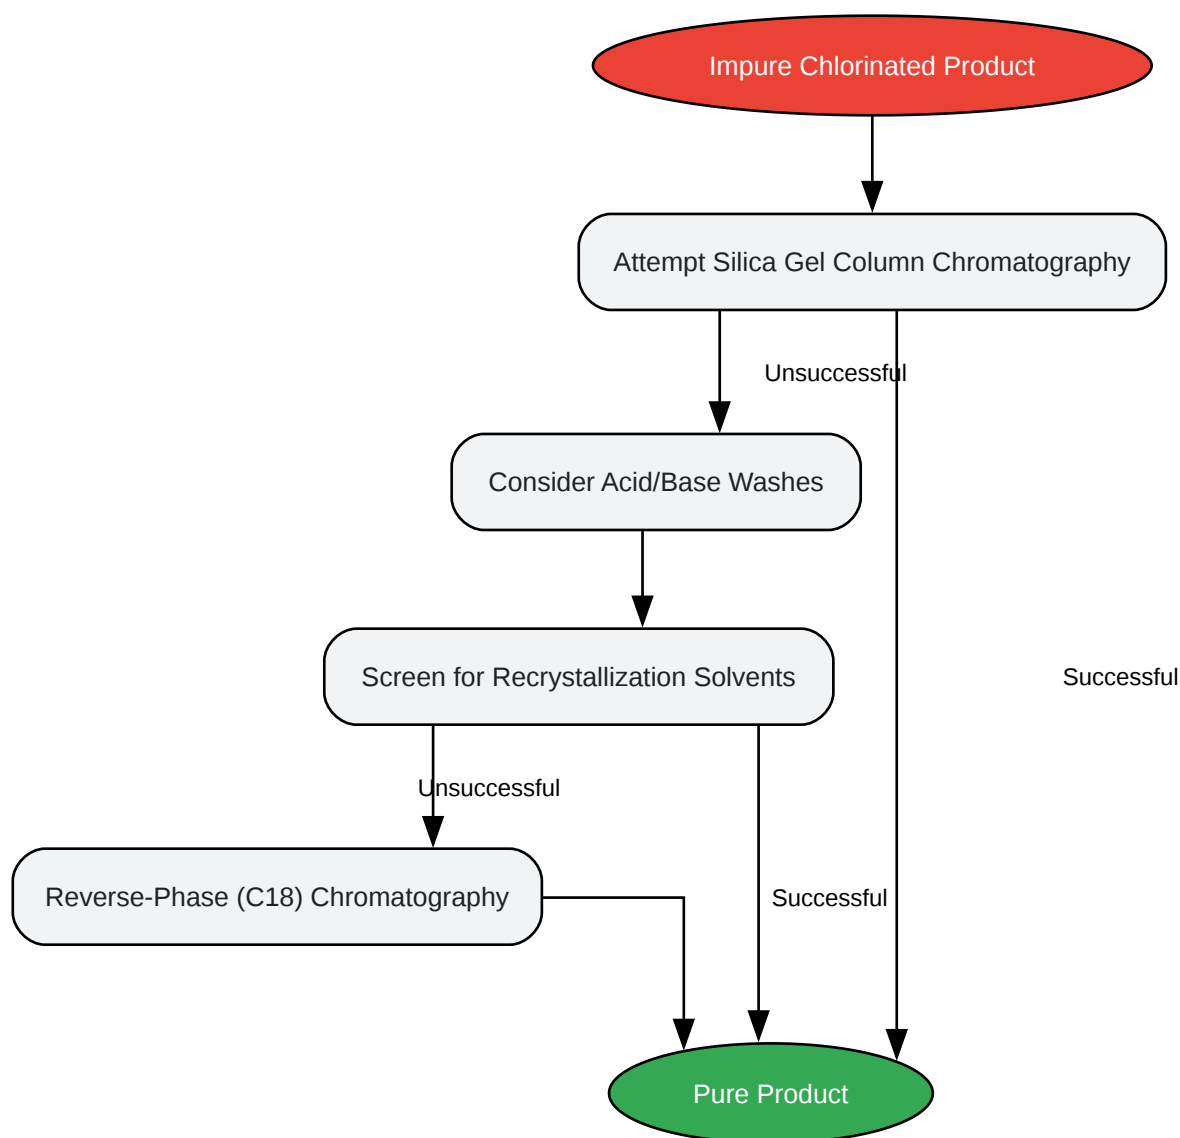 Impure Chlorinated Product
Attempt Silica Gel Column Chromatography
Unsuccessful
Consider Acid/Base Washes
Screen for Recrystallization Solvents
Successful
Unsuccessful
Reverse-Phase (C18) Chromatography
Successful
Pure Product